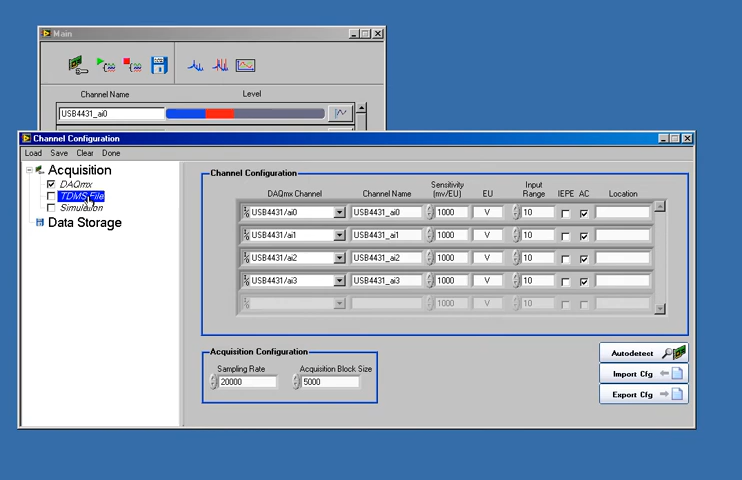 Main
Channel Name Level
USB4431_ai0
Channel Configuration
Load Save Clear Done
Acquisition
DAQmx
TDMS File
Simulation
Data Storage
Channel Configuration
DAQmx Channel Channel Name Sensitivity (mv/EU) EU Input Range IEPE AC Location
USB4431/ai0 USB4431_ai0 1000 V 10
USB4431/ai1 USB4431_ai1 1000 V 10
USB4431/ai2 USB4431_ai2 1000 V 10
USB4431/ai3 USB4431_ai3 1000 V 10
1000 V 10
Acquisition Configuration
Sampling Rate Acquisition Block Size
20000 5000
Autodetect
Import Cfg
Export Cfg